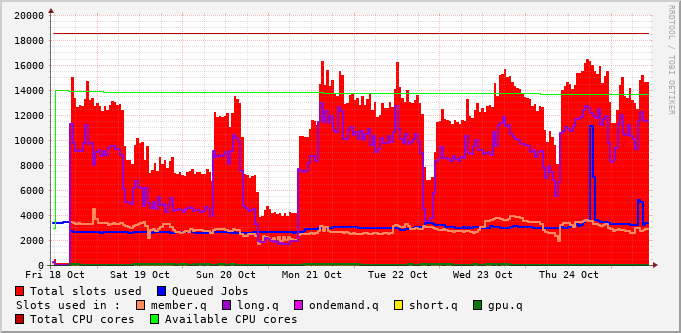 RRDTOOL / TOBI OETIKER
20000
18000
16000
14000
12000
10000
8000
6000
4000
2000
0
Fri 18 Oct Sat 19 Oct Sun 20 Oct Mon 21 Oct Tue 22 Oct Wed 23 Oct Thu 24 Oct
Total slots used Queued Jobs
Slots used in : member.q long.q ondemand.q short.q gpu.q
Total CPU cores Available CPU cores